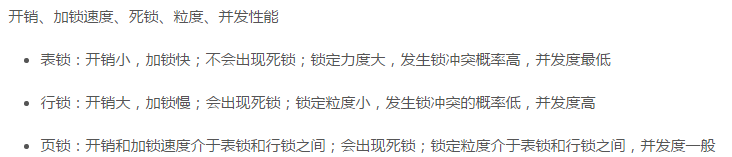 开销、加锁速度、死锁、粒度、并发性能
表锁：开销小，加锁快；不会出现死锁；锁定力度大，发生锁冲突概率高，并发度最低
行锁：开销大，加锁慢；会出现死锁；锁定粒度小，发生锁冲突的概率低，并发度高
页锁：开销和加锁速度介于表锁和行锁之间；会出现死锁；锁定粒度介于表锁和行锁之间，并发度一般